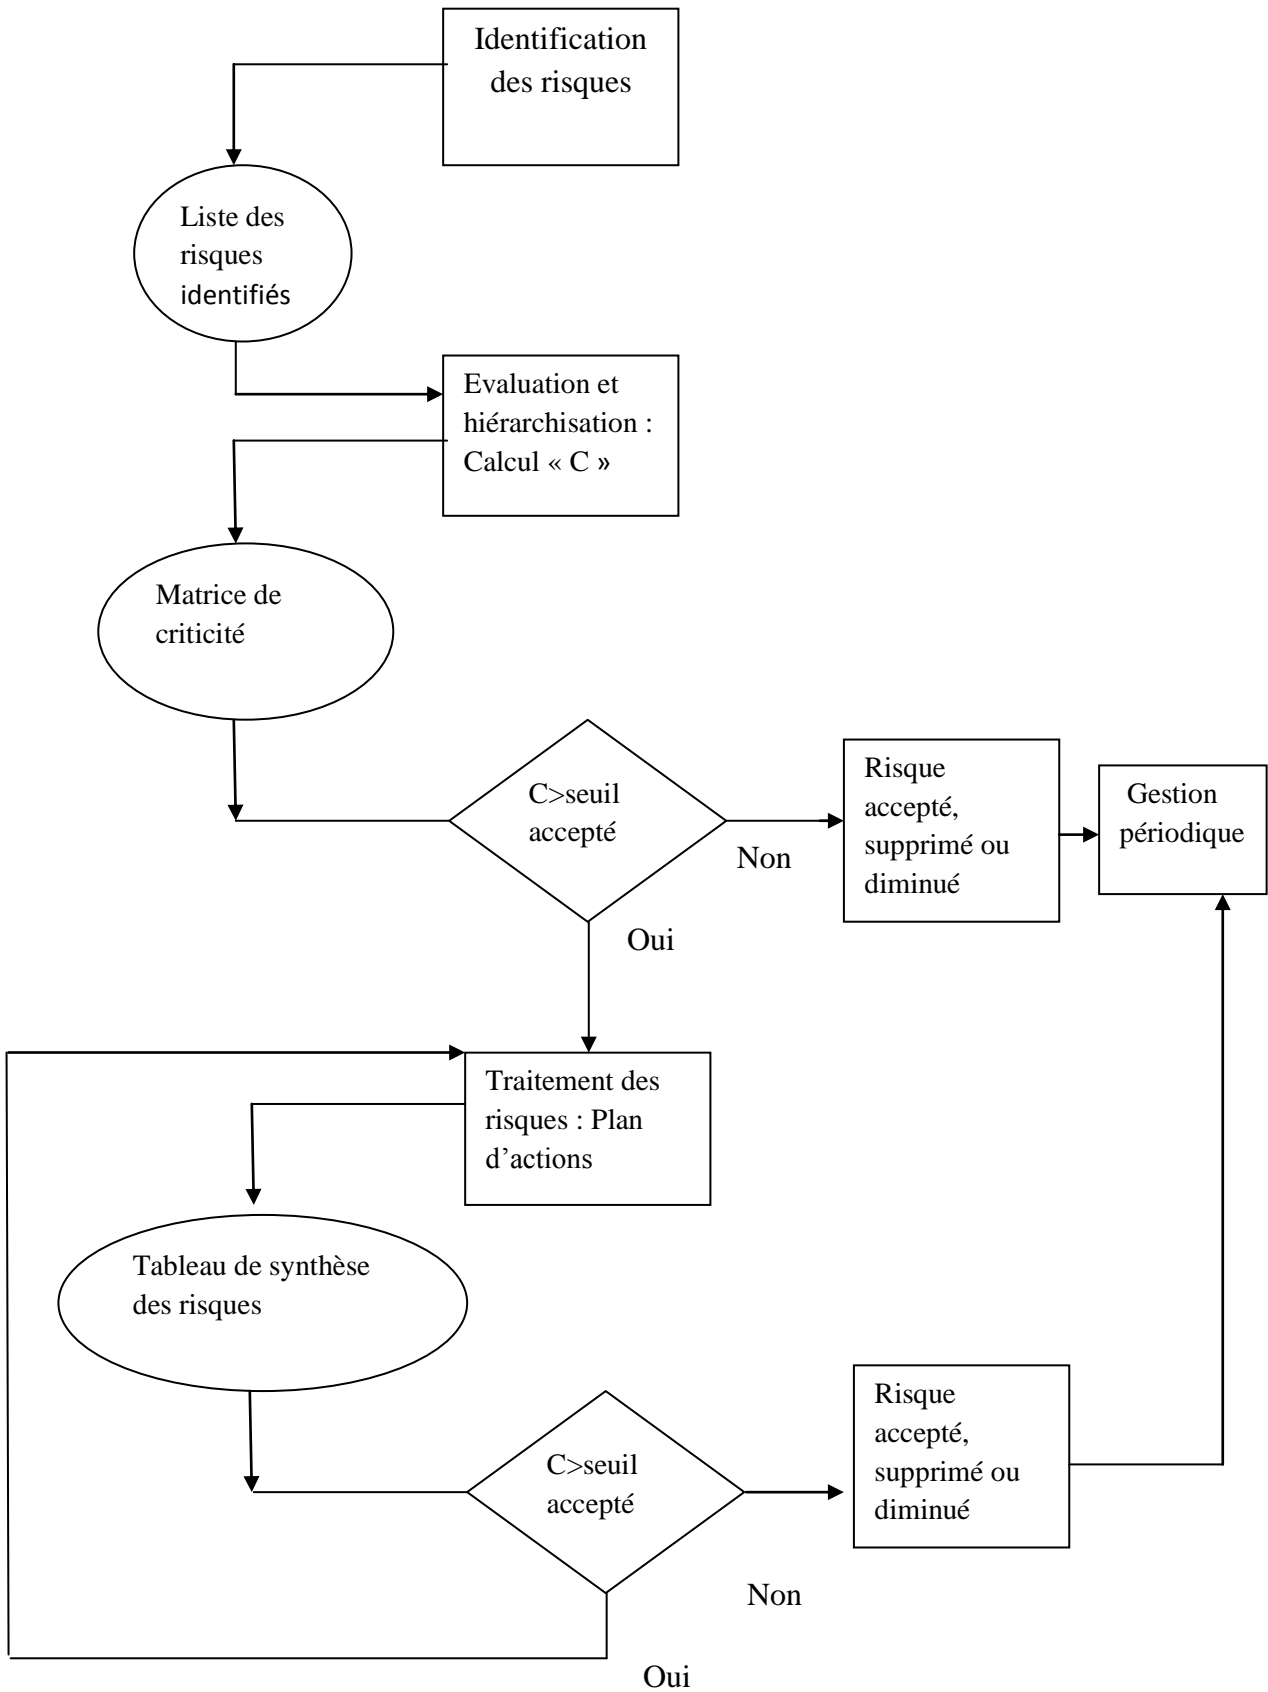 Identification
des risques
Liste des
risques
identifiés
Evaluation et
hiérarchisation :
Calcul « C »
Matrice de
criticité
C>seuil
accepté
Non
Oui
Risque
accepté,
supprimé ou
diminué
Gestion
périodique
Traitement des
risques : Plan
d’actions
Tableau de synthèse
des risques
C>seuil
accepté
Non
Oui
Risque
accepté,
supprimé ou
diminué